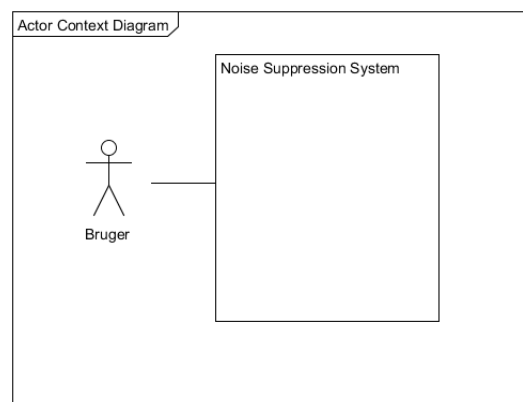 Actor Context Diagram
Noise Suppression System
Bruger